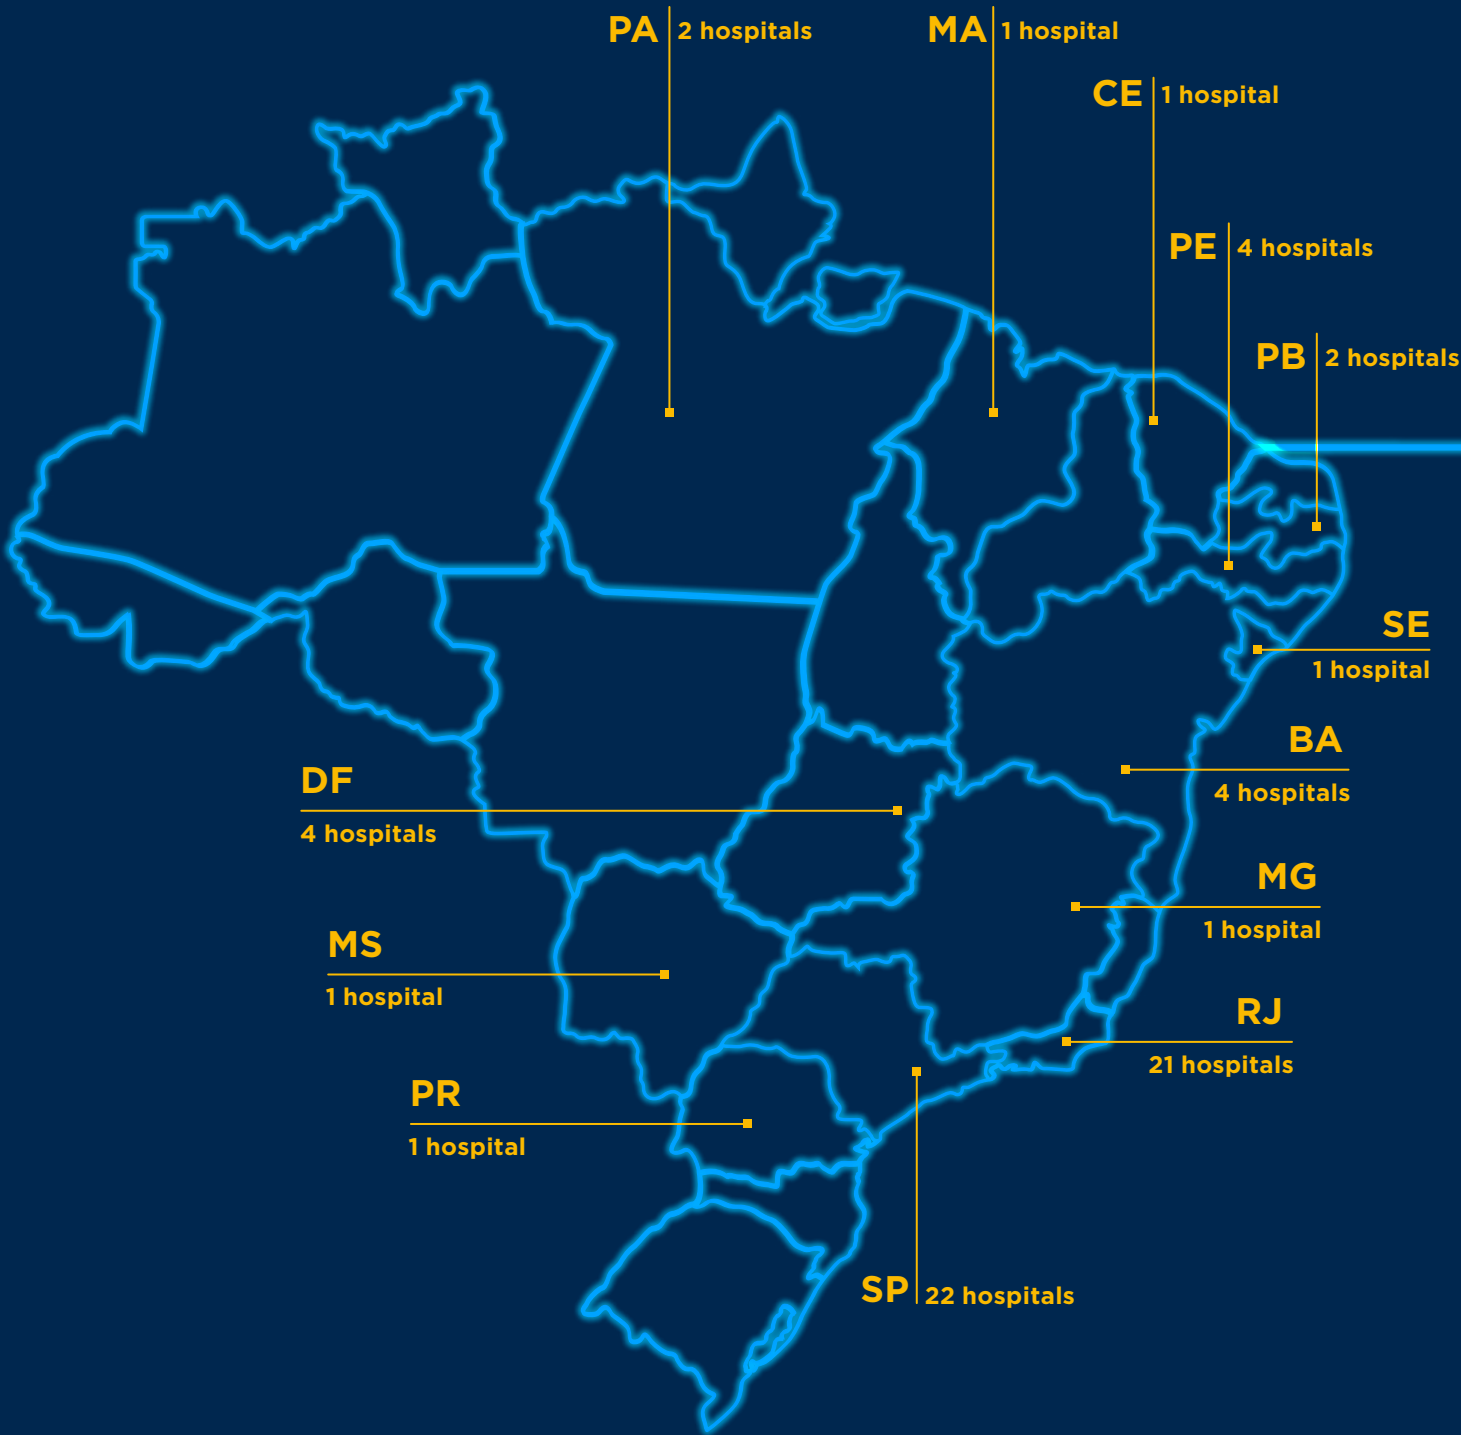 PA 2 hospitals
MA 1 hospital
CE 1 hospital
PE 4 hospitals
PB 2 hospitals
SE
1 hospital
BA
4 hospitals
DF
4 hospitals
MG
1 hospital
MS
1 hospital
RJ
21 hospitals
PR
1 hospital
SP 22 hospitals